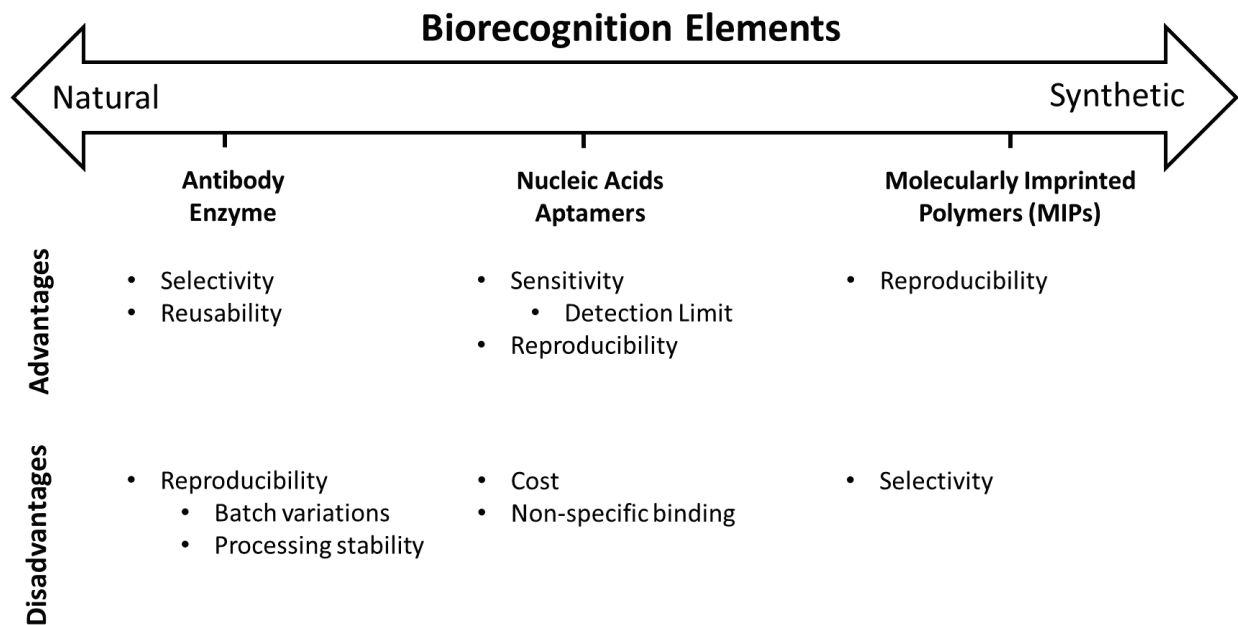 Biorecognition Elements
Natural
Synthetic
Antibody
Enzyme
Nucleic Acids
Aptamers
Molecularly Imprinted
Polymers (MIPs)
Advantages
• Selectivity
• Reusability
• Sensitivity
• Detection Limit
• Reproducibility
• Reproducibility
Disadvantages
• Reproducibility
• Batch variations
• Processing stability
• Cost
• Non-specific binding
• Selectivity